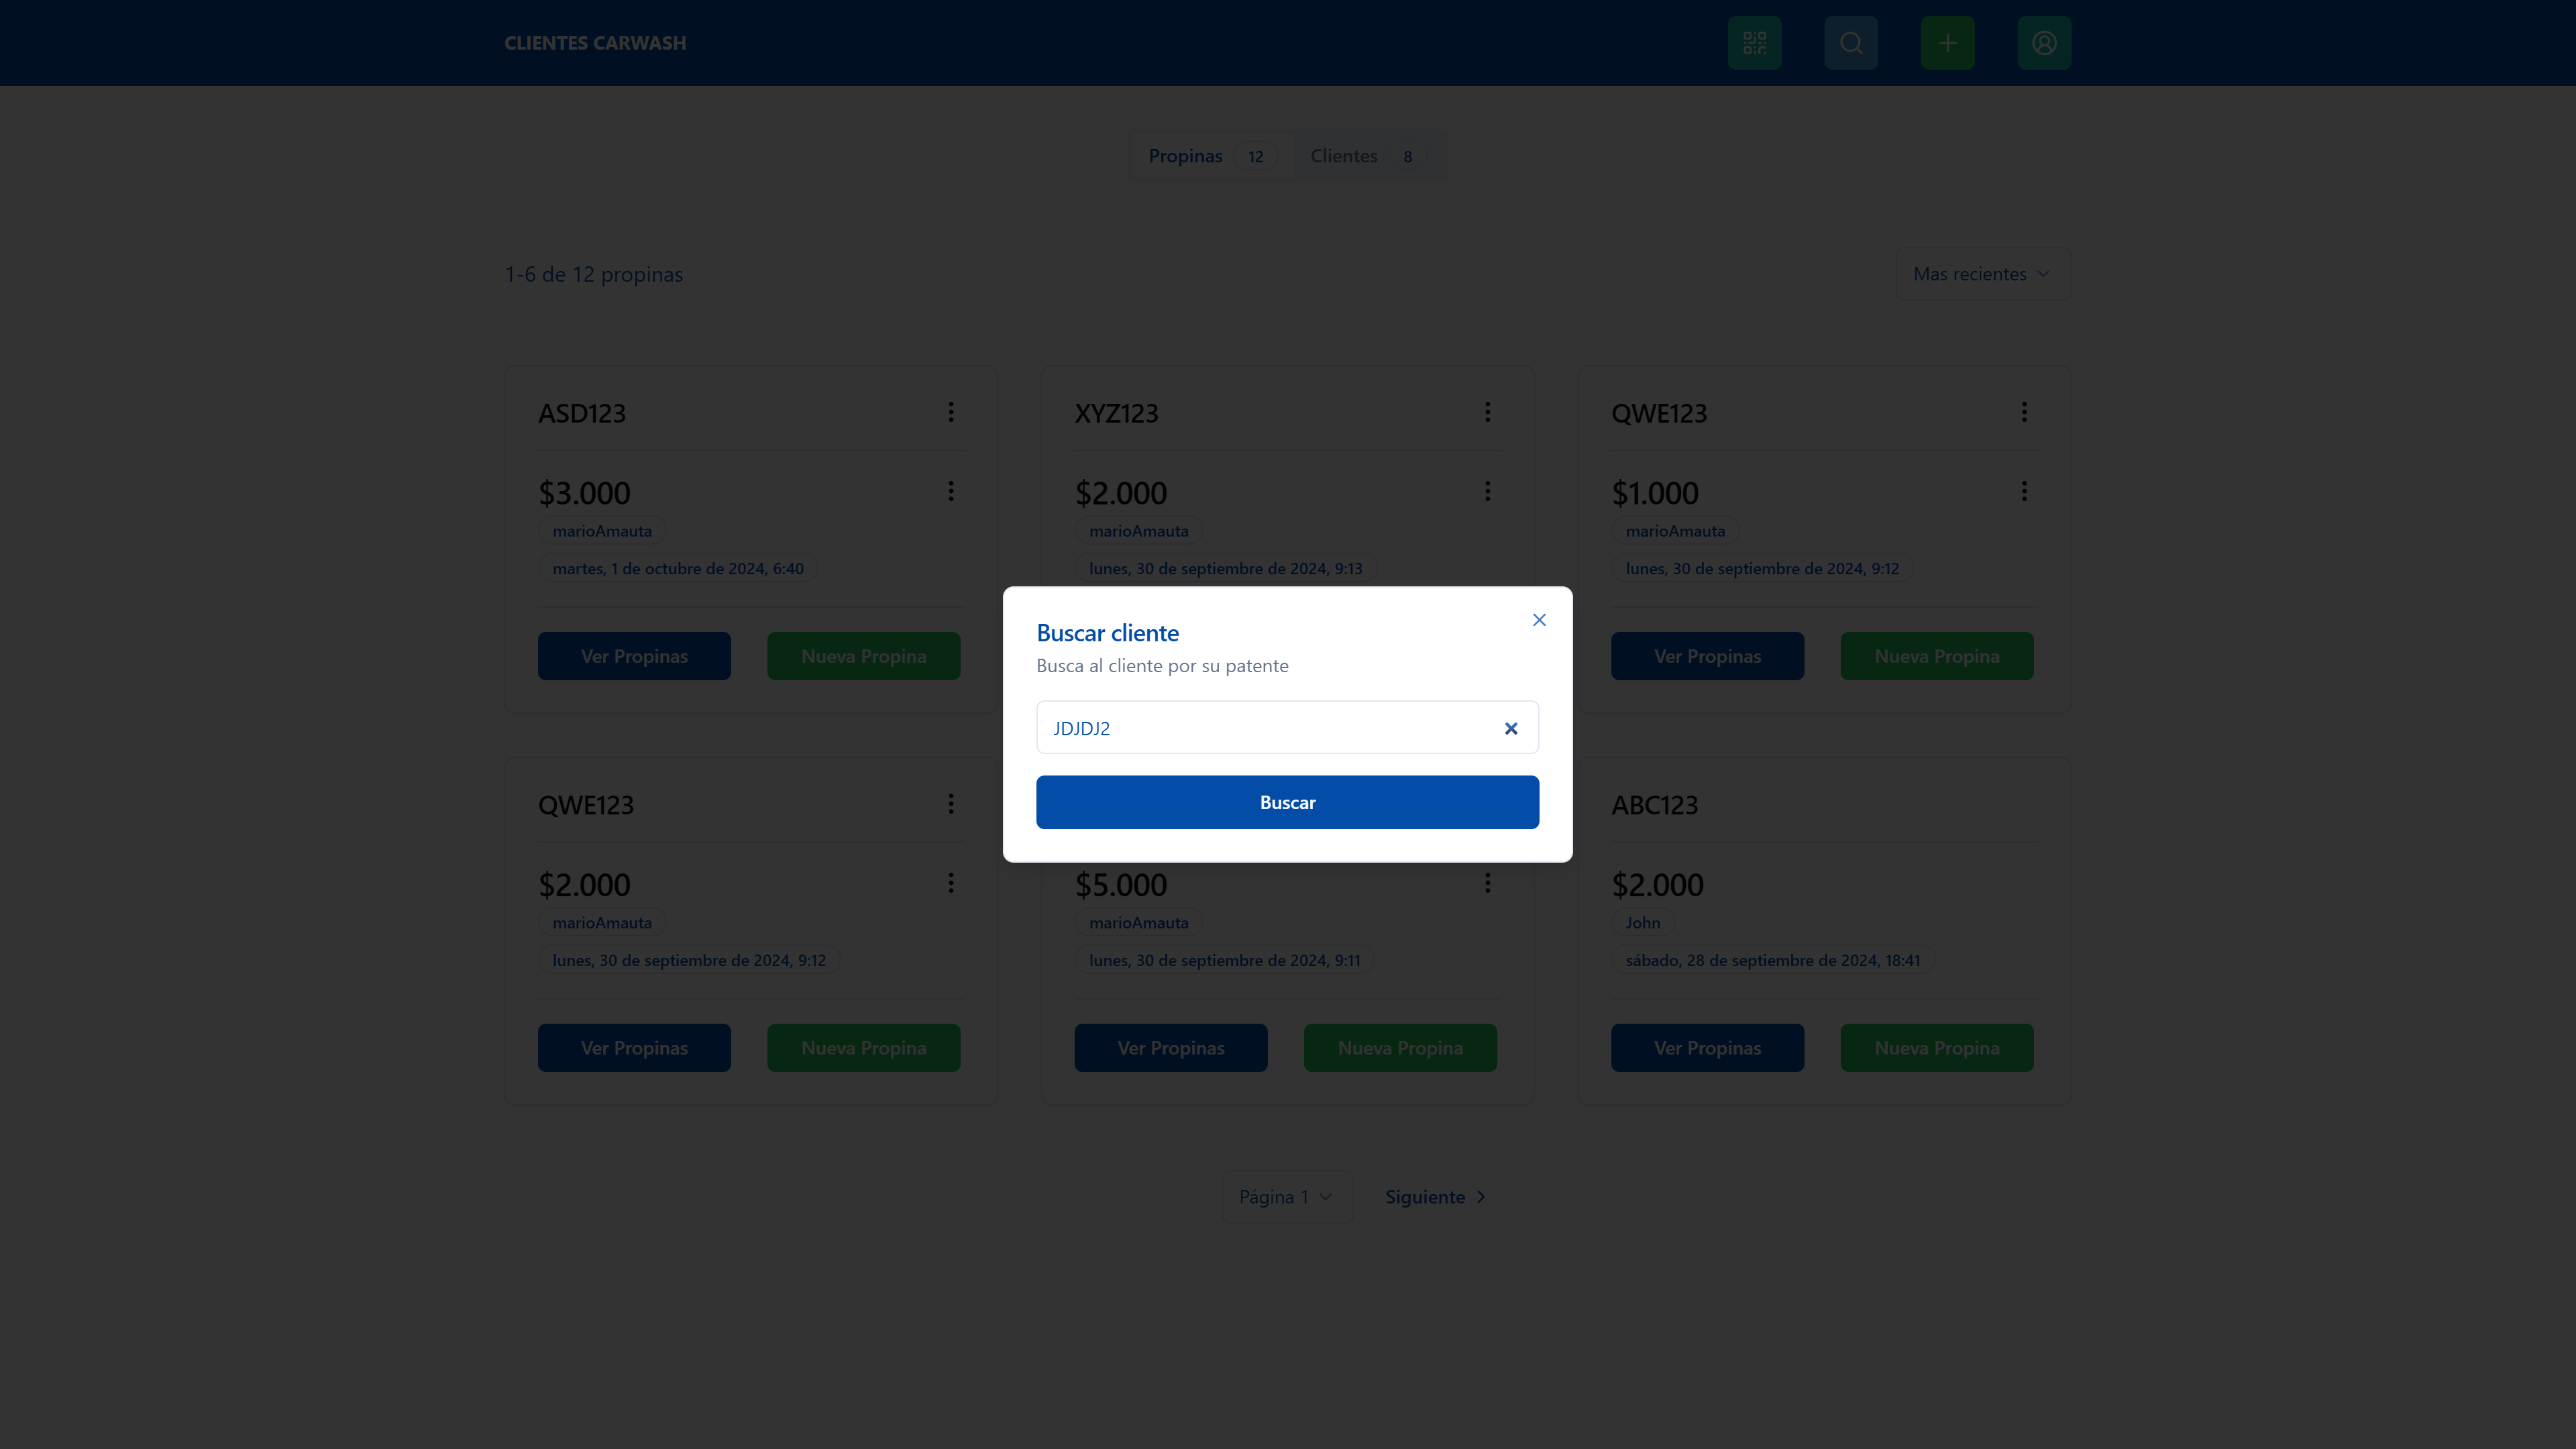 CLIENTES CARWASH
Propinas 12 Clientes 8
1-6 de 12 propinas
Mas recientes
ASD123
$3.000
marioAmauta
martes, 1 de octubre de 2024, 6:40
Ver Propinas Nueva Propina
XYZ123
$2.000
marioAmauta
lunes, 30 de septiembre de 2024, 9:13
QWE123
$1.000
marioAmauta
lunes, 30 de septiembre de 2024, 9:12
Ver Propinas Nueva Propina
Buscar cliente
Busca al cliente por su patente
JDJDJ2
Buscar
QWE123
$2.000
marioAmauta
lunes, 30 de septiembre de 2024, 9:12
Ver Propinas Nueva Propina
$5.000
marioAmauta
lunes, 30 de septiembre de 2024, 9:11
Ver Propinas Nueva Propina
ABC123
$2.000
John
sábado, 28 de septiembre de 2024, 18:41
Ver Propinas Nueva Propina
Página 1 Siguiente